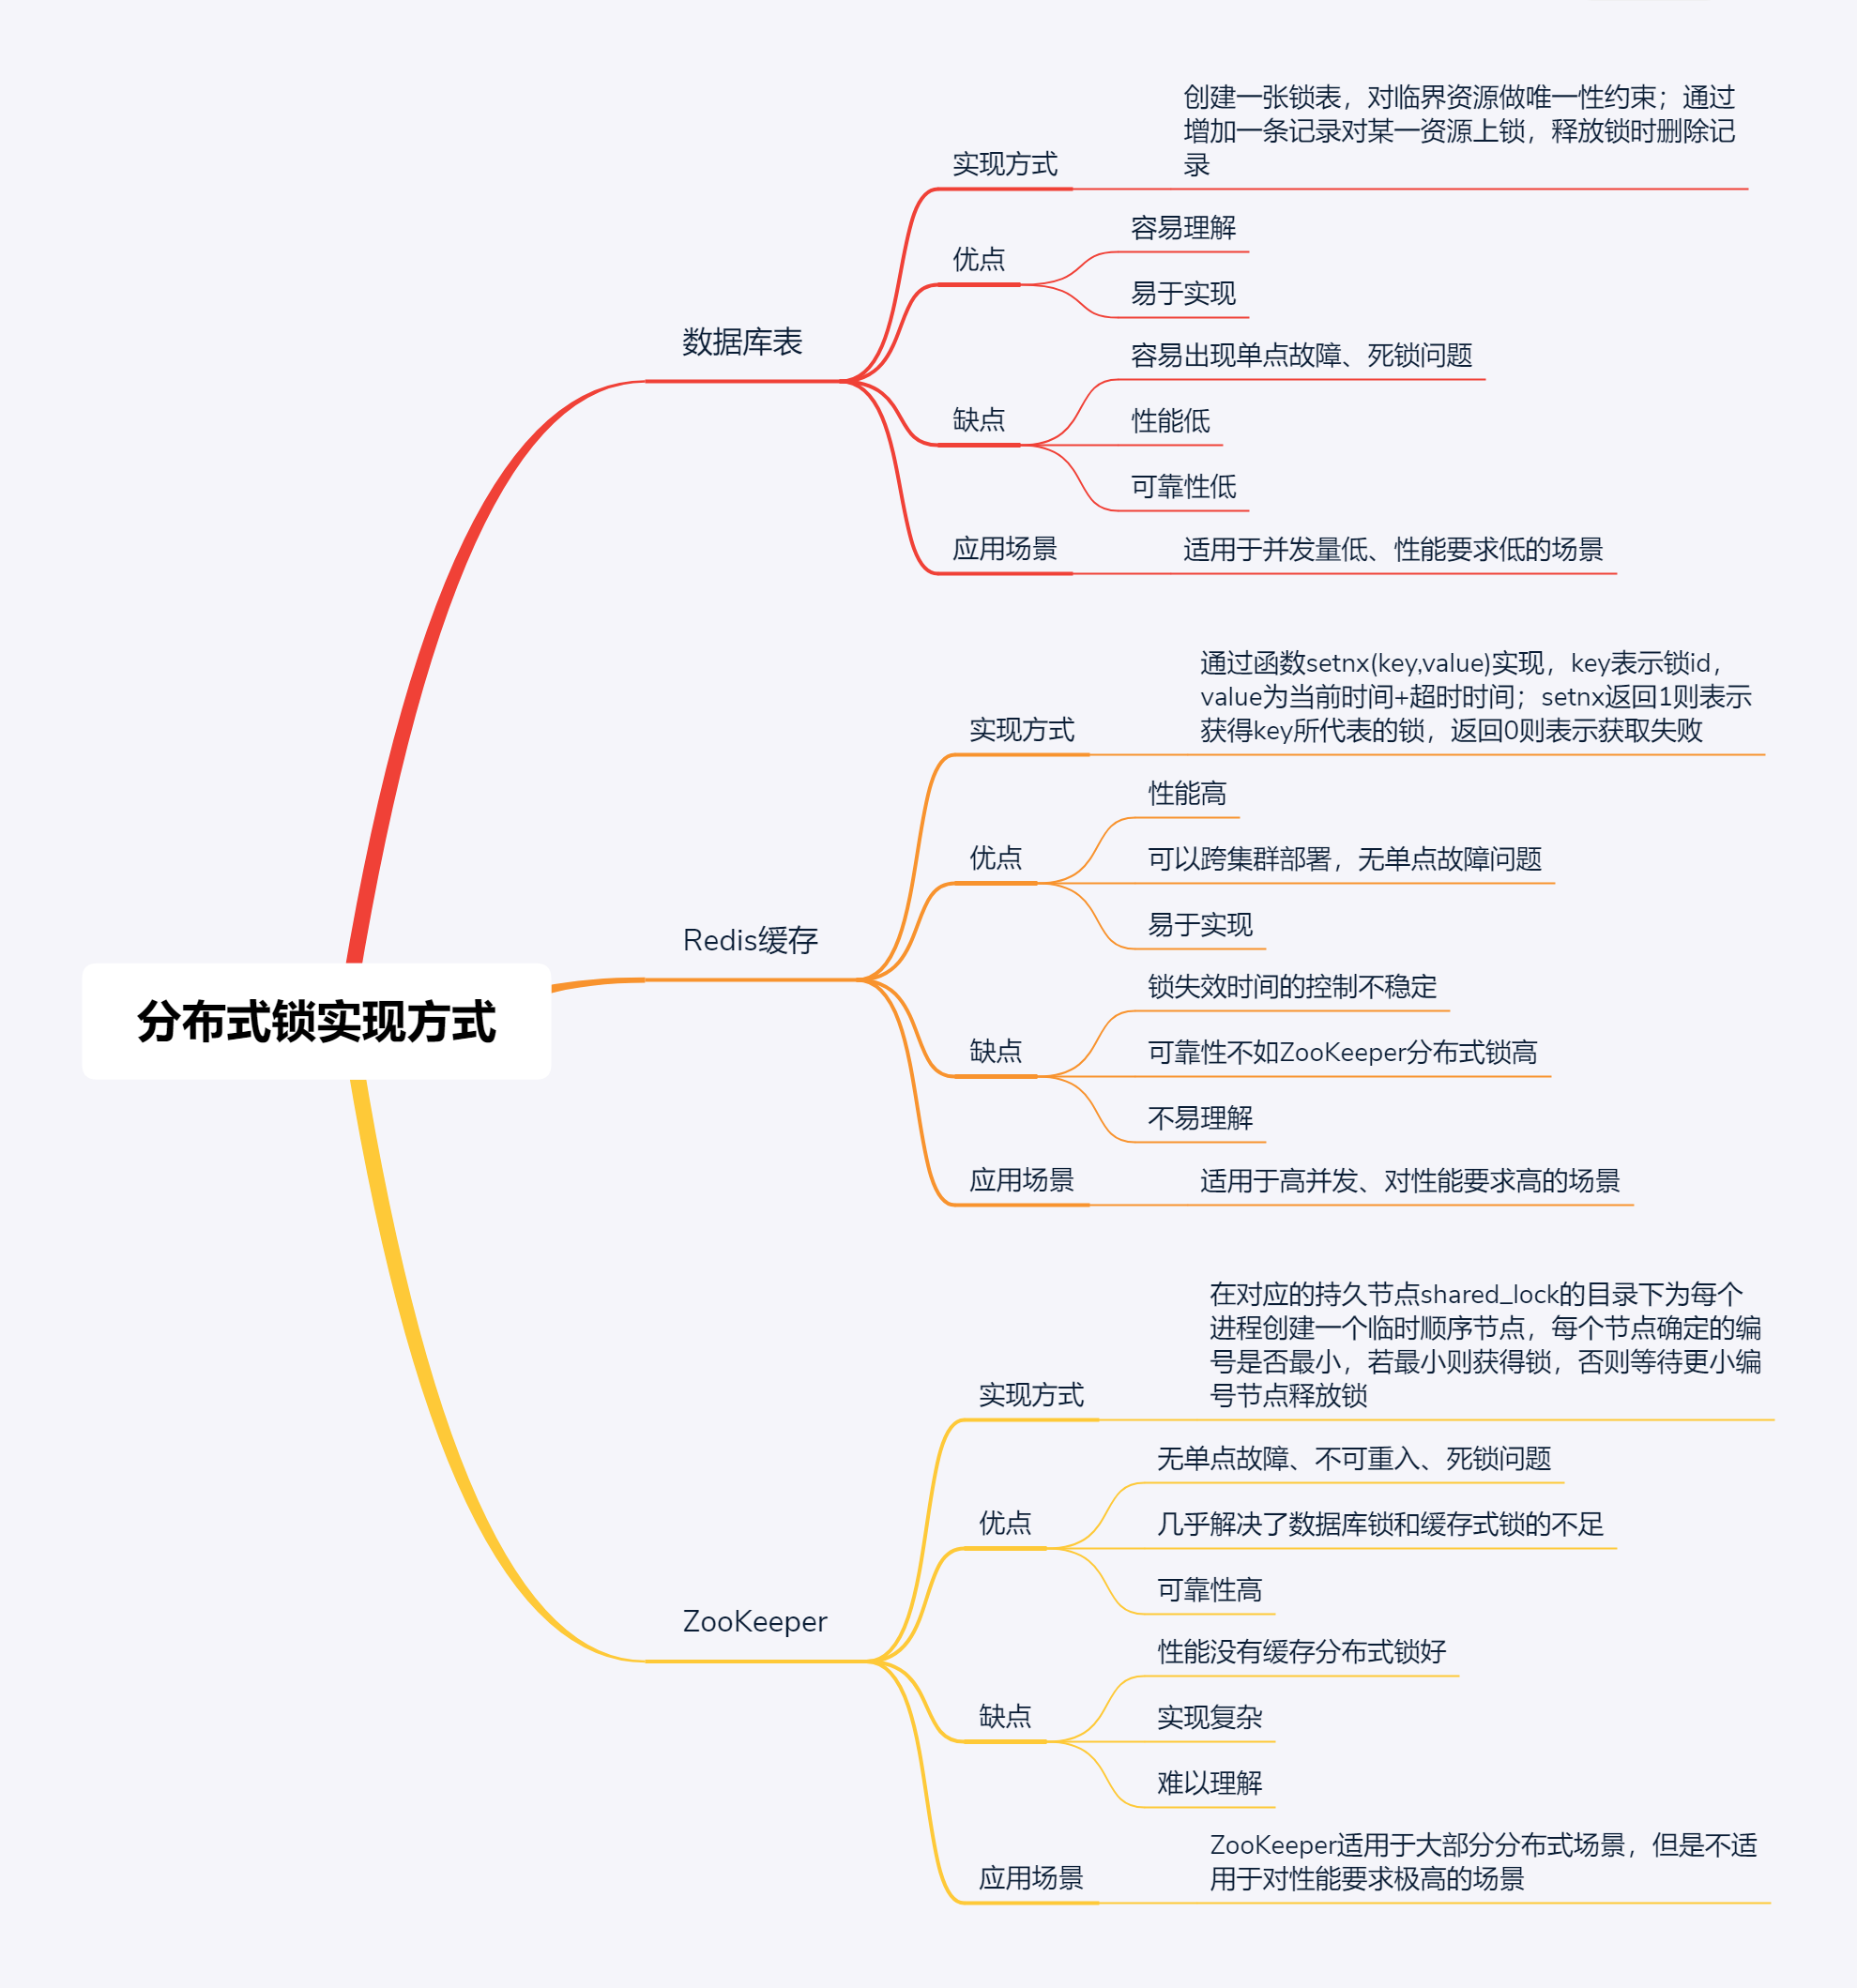 分布式锁实现方式
数据库表
实现方式
创建一张锁表，对临界资源做唯一性约束；通过
增加一条记录对某一资源上锁，释放锁时删除记
录
优点
容易理解
易于实现
缺点
容易出现单点故障、死锁问题
性能低
可靠性低
应用场景
适用于并发量低、性能要求低的场景
Redis缓存
实现方式
通过函数setnx(key,value)实现，key表示锁id，
value为当前时间+超时时间；setnx返回1则表示
获得key所代表的锁，返回0则表示获取失败
优点
性能高
可以跨集群部署，无单点故障问题
易于实现
缺点
锁失效时间的控制不稳定
可靠性不如ZooKeeper分布式锁高
不易理解
应用场景
适用于高并发、对性能要求高的场景
ZooKeeper
实现方式
在对应的持久节点shared_lock的目录下为每个
进程创建一个临时顺序节点，每个节点确定的编
号是否最小，若最小则获得锁，否则等待更小编
号节点释放锁
优点
无单点故障、不可重入、死锁问题
几乎解决了数据库锁和缓存式锁的不足
可靠性高
缺点
性能没有缓存分布式锁好
实现复杂
难以理解
应用场景
ZooKeeper适用于大部分分布式场景，但是不适
用于对性能要求极高的场景